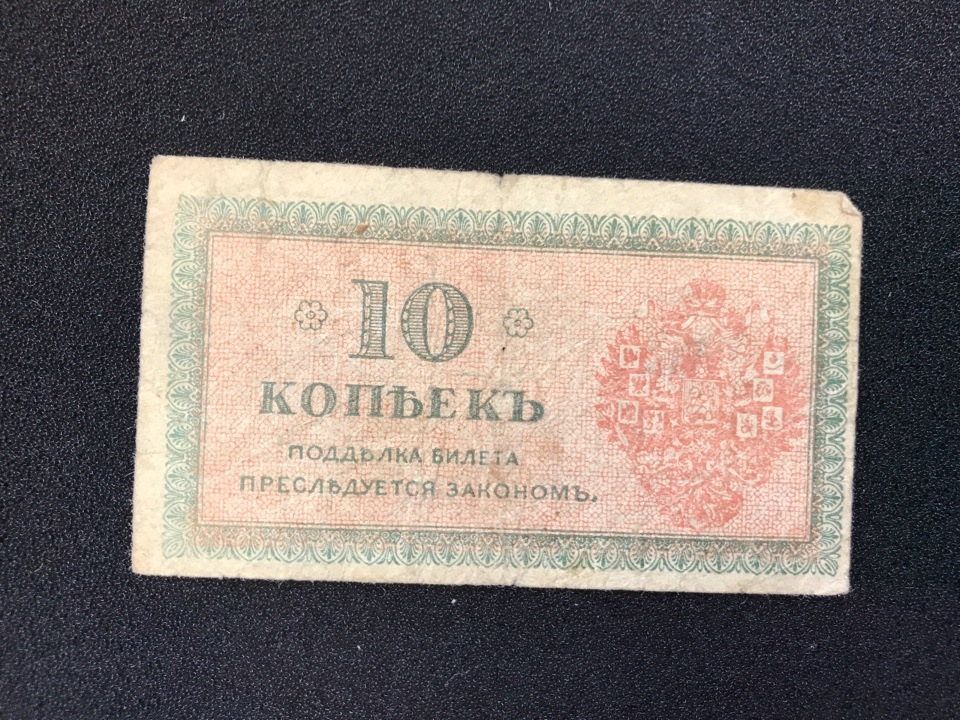 10
КОПѢЕКЪ
ПОДДѢЛКА БИЛЕТА
ПРЕСЛѢДУЕТСЯ ЗАКОНОМЪ.